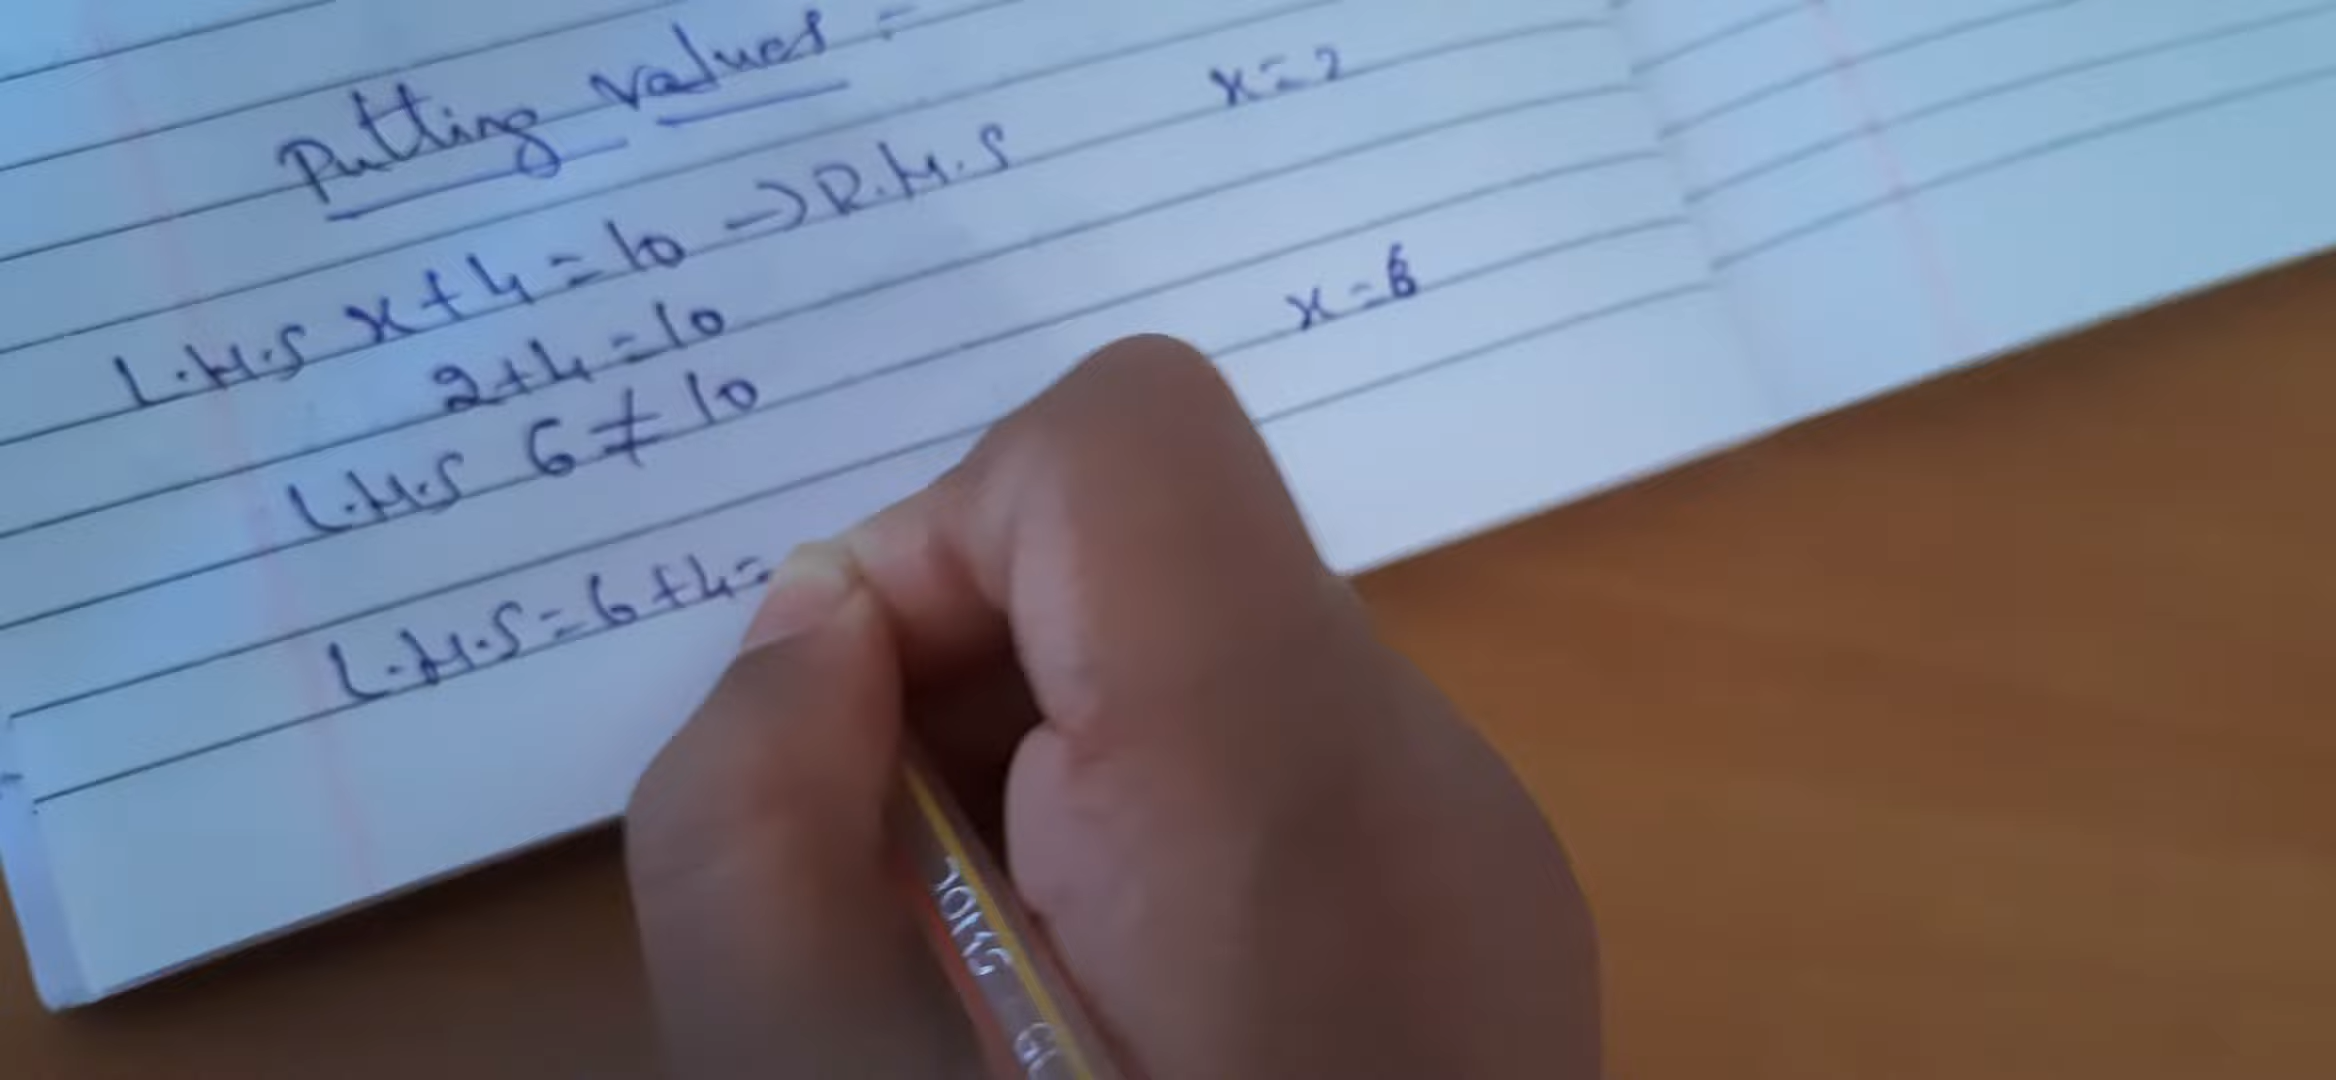 Putting values :-
x = 2
L.H.S x + 4 = 10 → R.H.S
2 + 4 = 10
L.H.S 6 ≠ 10
x = 6
L.H.S = 6 + 4 =